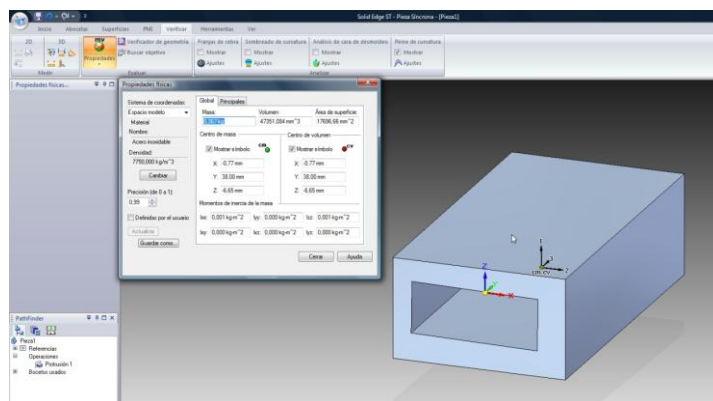 Solid Edge ST - Pieza Síncrona - [Pieza1]
Inicio Superficies PMI Verificar Herramientas Ver
2D 3D
Propiedades
Verificador de geometría
Buscar objetivo
Franjas de cebra Sombreado de curvatura Análisis de cara de desmoldeo Peine de curvatura
Mostrar Mostrar Mostrar Mostrar
Ajustes Ajustes Ajustes Ajustes
Medir Evaluar Analizar
Propiedades físicas...
Propiedades físicas
Sistema de coordenadas:
Espacio modelo
Material
Nombre:
Acero inoxidable
Densidad:
7750,000 kg/m^3
Cambiar
Precisión (de 0 a 1):
0.99
Definidas por el usuario
Actualizar
Guardar como...
Global Principales
Masa: Volumen: Área de superficie:
47351,084 mm^3 17696,66 mm^2
Centro de masa Centro de volumen
Mostrar símbolo Mostrar símbolo
X -0.77 mm X -0.77 mm
Y 38.00 mm Y 38.00 mm
Z -6.65 mm Z -6.65 mm
Momentos de inercia de la masa
Ixx: 0.001 kg-m^2 Iyy: 0.000 kg-m^2 Izz: 0.001 kg-m^2
Ixy: 0.000 kg-m^2 Ixz: 0.000 kg-m^2 Iyz: 0.000 kg-m^2
Cerrar Ayuda
1
3
2
Z
Y
X
PathFinder
Pieza1
Referencias
Operaciones
Protrusión 1
Bocetos usados